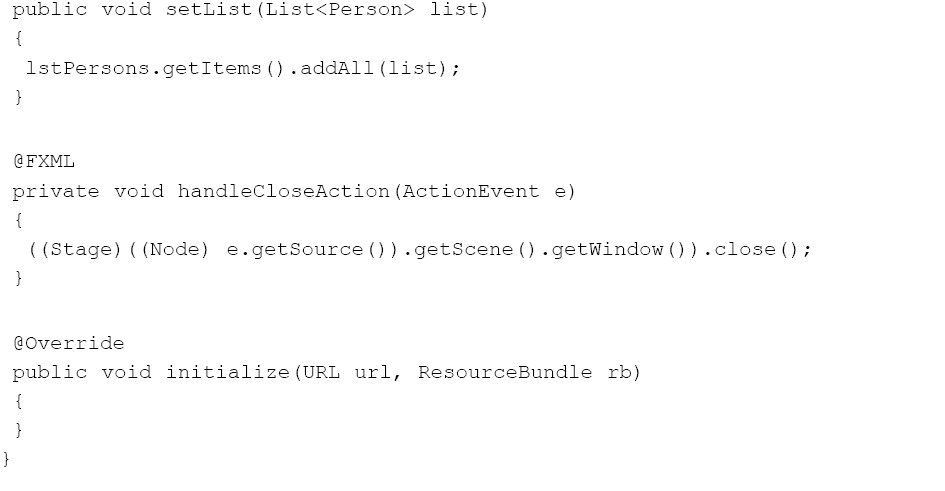 public void setList(List<Person> list)
{
lstPersons.getItems().addAll(list);
}
@FXML
private void handleCloseAction(ActionEvent e)
{
((Stage)((Node) e.getSource()).getScene().getWindow()).close();
}
@Override
public void initialize(URL url, ResourceBundle rb)
{
}
}